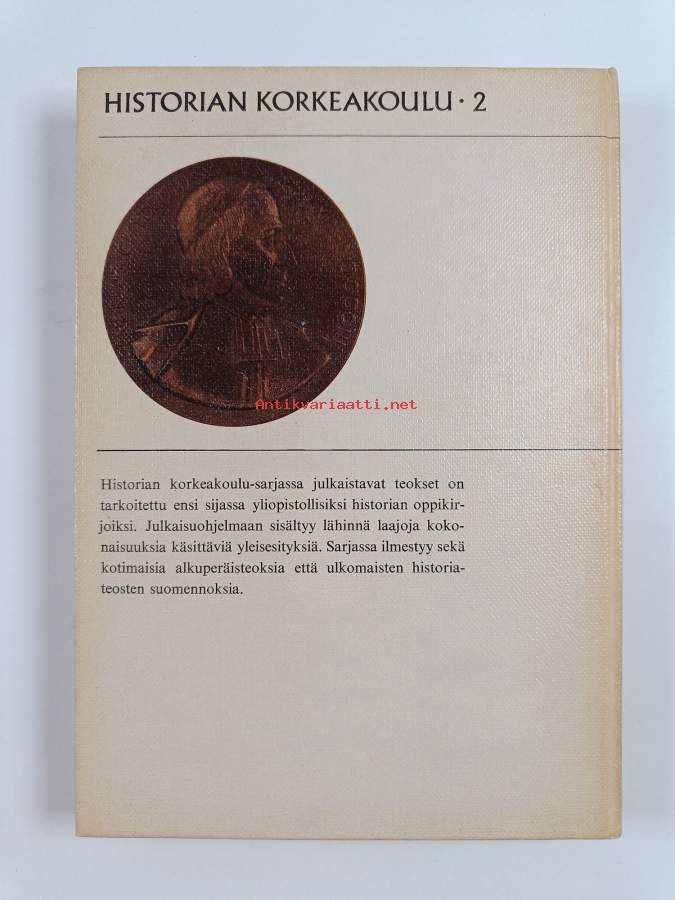 HISTORIAN KORKEAKOULU · 2
Antikvariaatti.net
Historian korkeakoulu-sarjassa julkaistavat teokset on
tarkoitettu ensi sijassa yliopistollisiksi historian oppikir-
joiksi. Julkaisuohjelmaan sisältyy lähinnä laajoja koko-
naisuuksia käsittäviä yleisesityksiä. Sarjassa ilmestyy sekä
kotimaisia alkuperäisteoksia että ulkomaisten historia-
teosten suomennoksia.